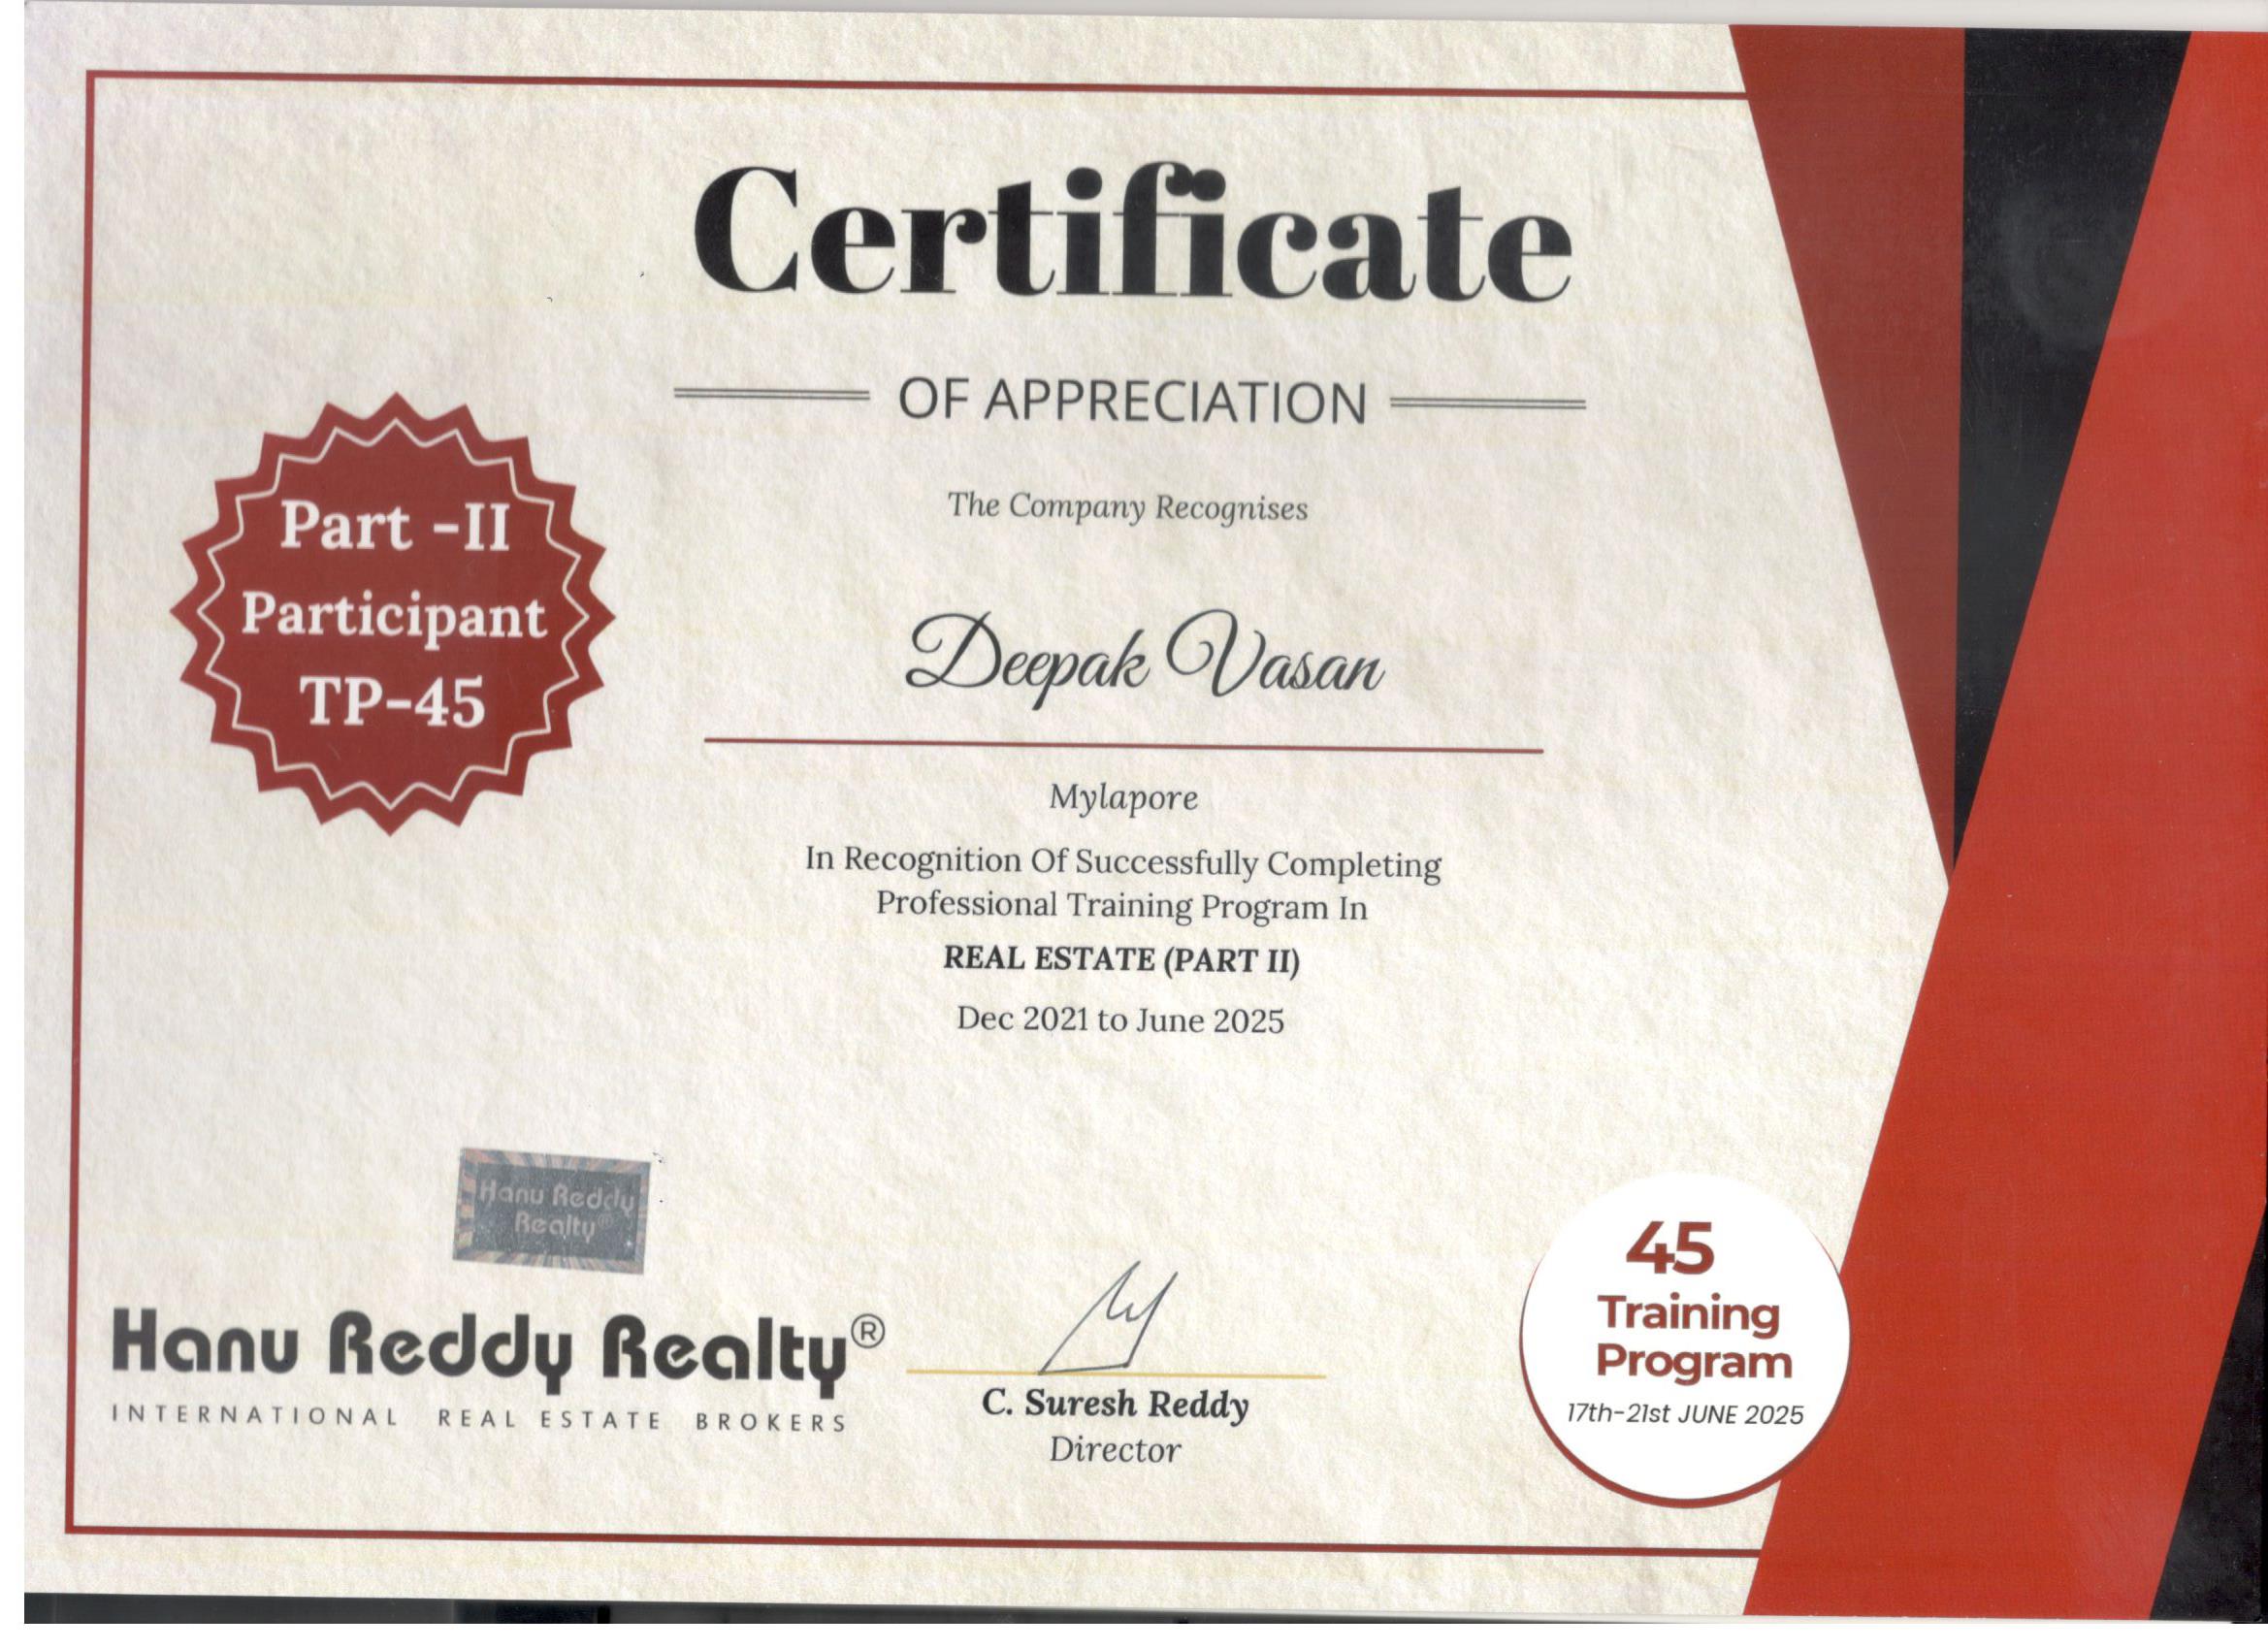 Certificate
OF APPRECIATION
The Company Recognises
Part -II
Participant
TP-45
Deepak Vasan
Mylapore
In Recognition Of Successfully Completing
Professional Training Program In
REAL ESTATE (PART II)
Dec 2021 to June 2025
Hanu Reddy
Realty®
Hanu Reddy Realty®
INTERNATIONAL REAL ESTATE BROKERS
C. Suresh Reddy
Director
45
Training
Program
17th-21st JUNE 2025